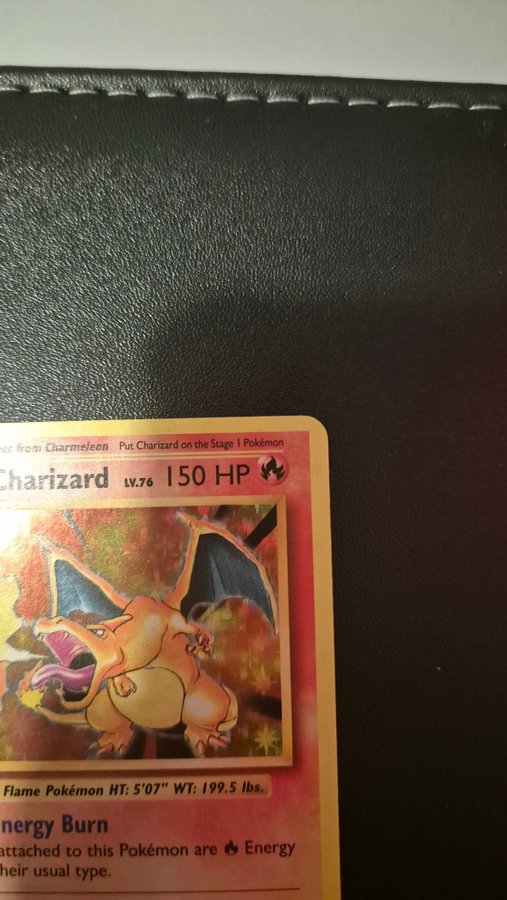 from Charmeleon Put Charizard on the Stage 1 Pokémon
Charizard LV.76 150 HP
Flame Pokémon HT: 5'07" WT: 199.5 lbs.
nergy Burn
attached to this Pokémon are Energy
heir usual type.